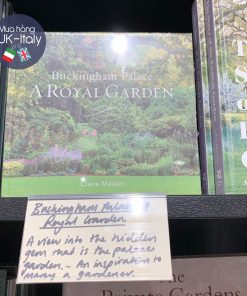 Mua hàng
UK-Italy
Buckingham Palace
A ROYAL GARDEN
Claire Masset
Buckingham Palace A
Royal Garden
A view into the hidden
gem that is the palace
garden. - An inspiration to
many a gardener.
the
Private Gardens